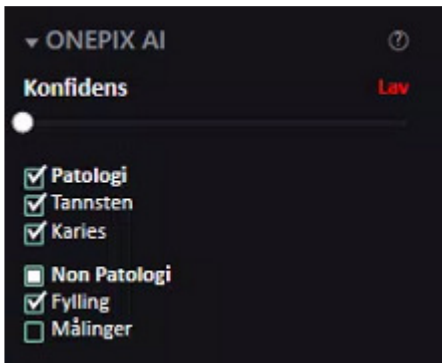 ONEPIX AI ?
Konfidens Lav
Patologi
Tannsten
Karies
Non Patologi
Fylling
Målinger